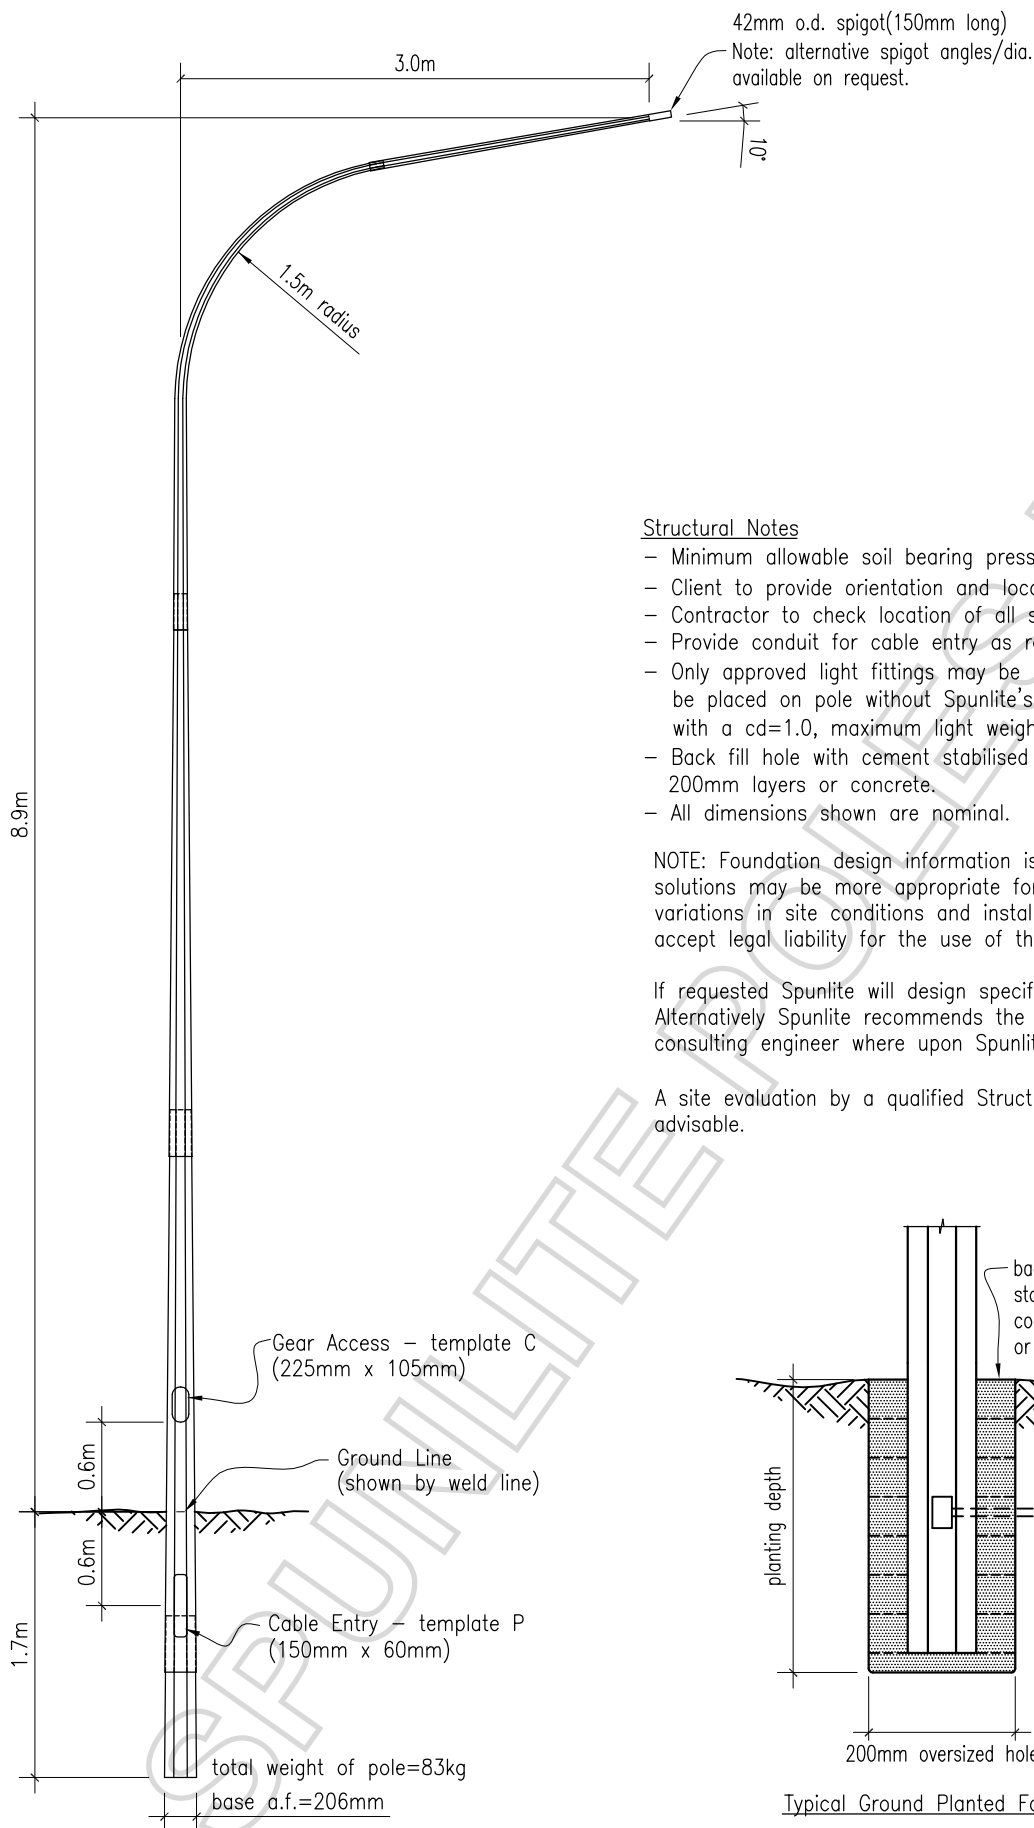 42mm o.d. spigot(150mm long)
Note: alternative spigot angles/dia.
available on request.
3.0m
10°
1.5m radius
8.9m
Structural Notes
– Minimum allowable soil bearing press
– Client to provide orientation and loca
– Contractor to check location of all s
– Provide conduit for cable entry as re
– Only approved light fittings may be
be placed on pole without Spunlite's
with a cd=1.0, maximum light weigh
– Back fill hole with cement stabilised
200mm layers or concrete.
– All dimensions shown are nominal.
NOTE: Foundation design information is
solutions may be more appropriate for
variations in site conditions and instal
accept legal liability for the use of th
If requested Spunlite will design specif
Alternatively Spunlite recommends the
consulting engineer where upon Spunlit
A site evaluation by a qualified Struct
advisable.
Gear Access – template C
(225mm x 105mm)
0.6m
Ground Line
(shown by weld line)
0.6m
1.7m
Cable Entry – template P
(150mm x 60mm)
total weight of pole=83kg
base a.f.=206mm
ba
sta
co
or
planting depth
200mm oversized hole
Typical Ground Planted Fo
SPUNLITE POLES